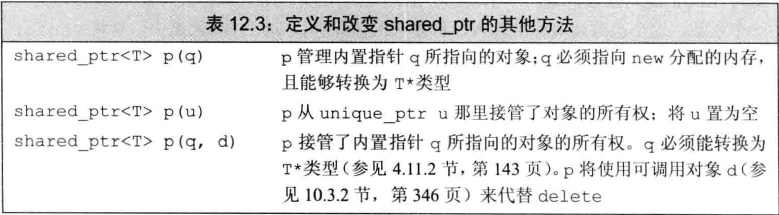 表 12.3：定义和改变 shared_ptr 的其他方法
shared_ptr<T> p(q) p 管理内置指针 q 所指向的对象；q 必须指向 new 分配的内存，
且能够转换为 T*类型
shared_ptr<T> p(u) p 从 unique_ptr u 那里接管了对象的所有权；将 u 置为空
shared_ptr<T> p(q, d) p 接管了内置指针 q 所指向的对象的所有权。q 必须能转换为
T*类型（参见 4.11.2 节，第 143 页）。p 将使用可调用对象 d（参
见 10.3.2 节，第 346 页）来代替 delete